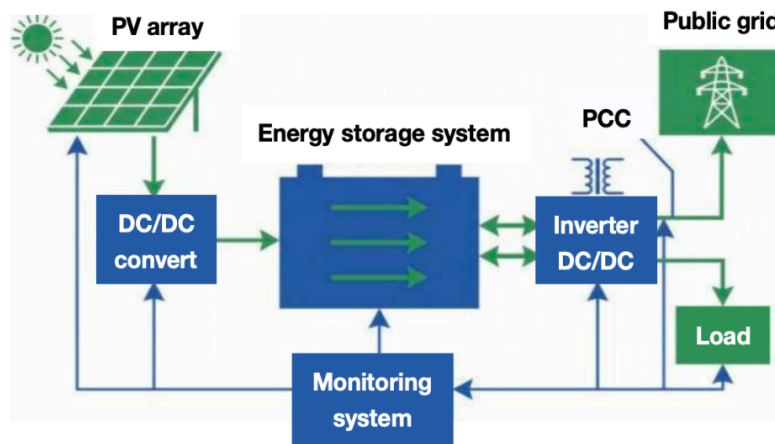 PV array
Public grid
Energy storage system
PCC
DC/DC
convert
Inverter
DC/DC
Load
Monitoring
system